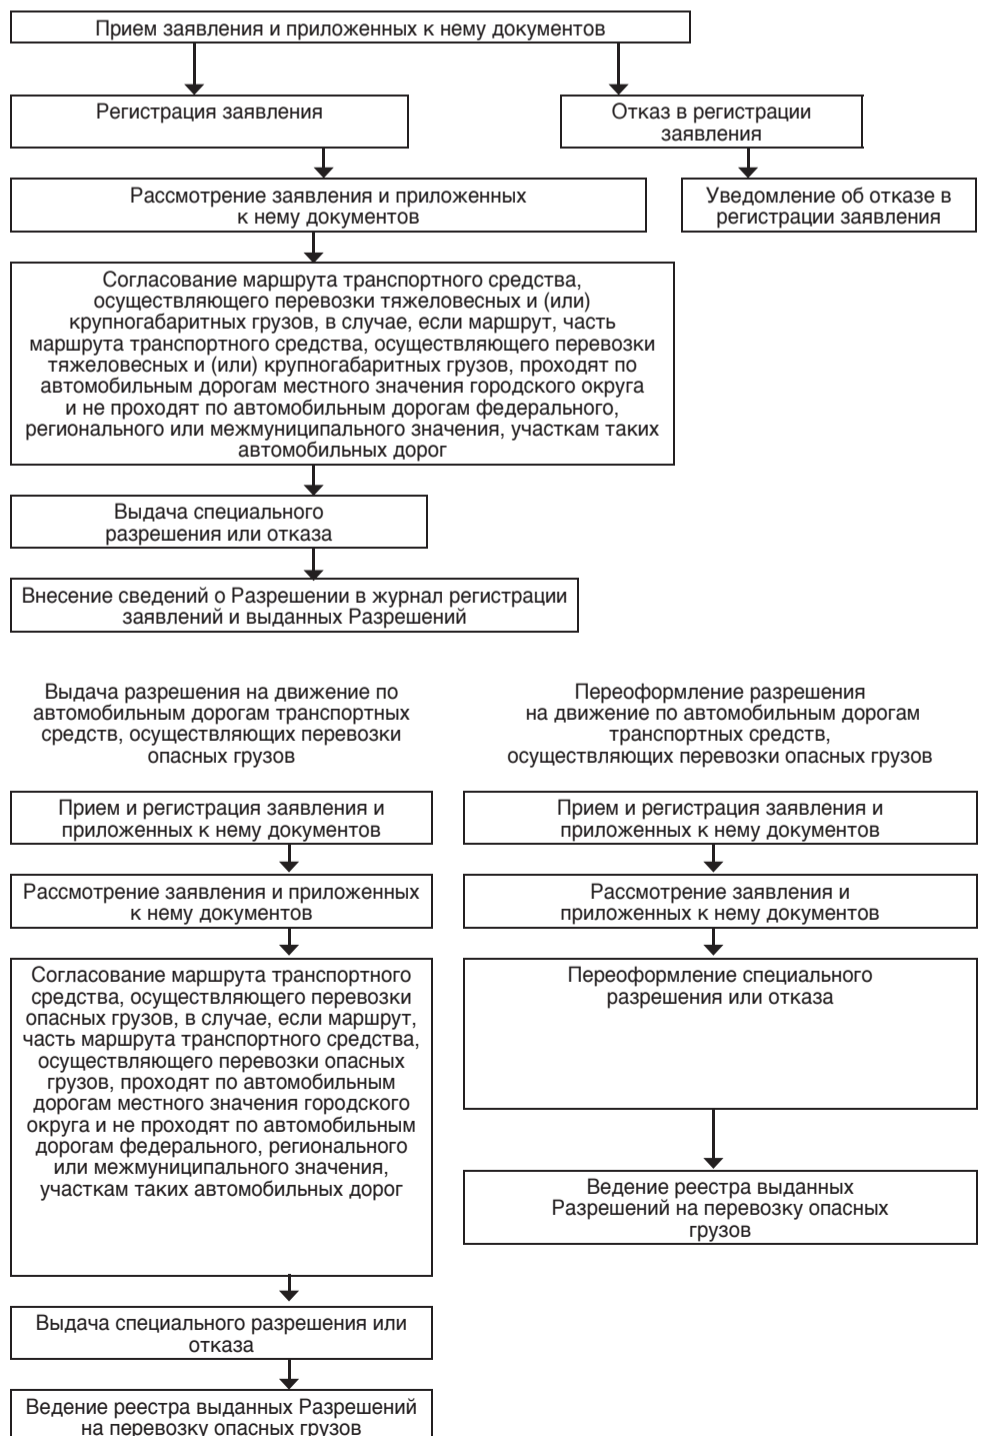 Прием заявления и приложенных к нему документов
Регистрация заявления
Отказ в регистрации
заявления
Рассмотрение заявления и приложенных
к нему документов
Уведомление об отказе в
регистрации заявления
Согласование маршрута транспортного средства,
осуществляющего перевозки тяжеловесных и (или)
крупногабаритных грузов, в случае, если маршрут, часть
маршрута транспортного средства, осуществляющего перевозки
тяжеловесных и (или) крупногабаритных грузов, проходят по
автомобильным дорогам местного значения городского округа
и не проходят по автомобильным дорогам федерального,
регионального или межмуниципального значения, участкам таких
автомобильных дорог
Выдача специального
разрешения или отказа
Внесение сведений о Разрешении в журнал регистрации
заявлений и выданных Разрешений
Выдача разрешения на движение по
автомобильным дорогам транспортных
средств, осуществляющих перевозки
опасных грузов
Прием и регистрация заявления и
приложенных к нему документов
Рассмотрение заявления и приложенных
к нему документов
Согласование маршрута транспортного
средства, осуществляющего перевозки
опасных грузов, в случае, если маршрут,
часть маршрута транспортного средства,
осуществляющего перевозки опасных
грузов, проходят по автомобильным
дорогам местного значения городского
округа и не проходят по автомобильным
дорогам федерального, регионального
или межмуниципального значения,
участкам таких автомобильных дорог
Выдача специального разрешения или
отказа
Ведение реестра выданных Разрешений
на перевозку опасных грузов
Переоформление разрешения
на движение по автомобильным дорогам
транспортных средств,
осуществляющих перевозки опасных грузов
Прием и регистрация заявления и
приложенных к нему документов
Рассмотрение заявления и
приложенных к нему документов
Переоформление специального
разрешения или отказа
Ведение реестра выданных
Разрешений на перевозку опасных
грузов